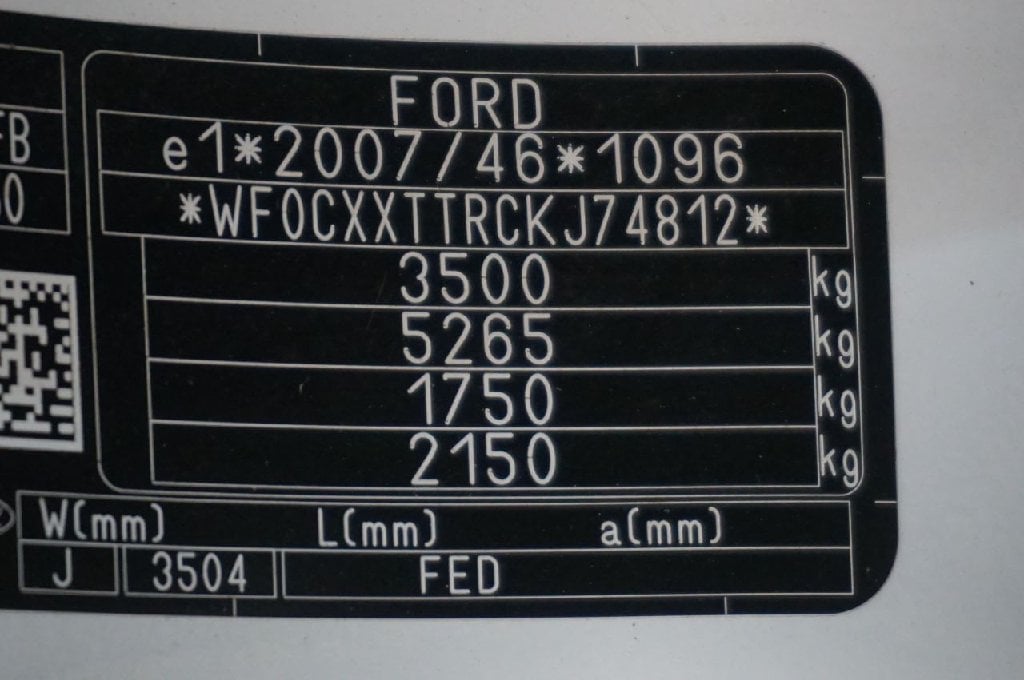 FORD
FB
e1*2007/46*1096
*WF0CXXTTRCKJ74812*
3500 kg
5265 kg
1750 kg
2150 kg
W(mm) L(mm) a(mm)
J 3504 FED